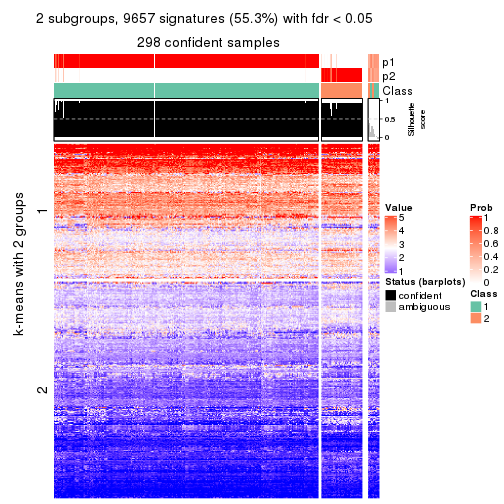 2 subgroups, 9657 signatures (55.3%) with fdr < 0.05
298 confident samples
p1
p2
Class
1
0.5
0
Silhouette
score
k-means with 2 groups
1
2
Value
5
4
3
2
1
Status (barplots)
confident
ambiguous
Prob
1
0.8
0.6
0.4
0.2
0
Class
1
2